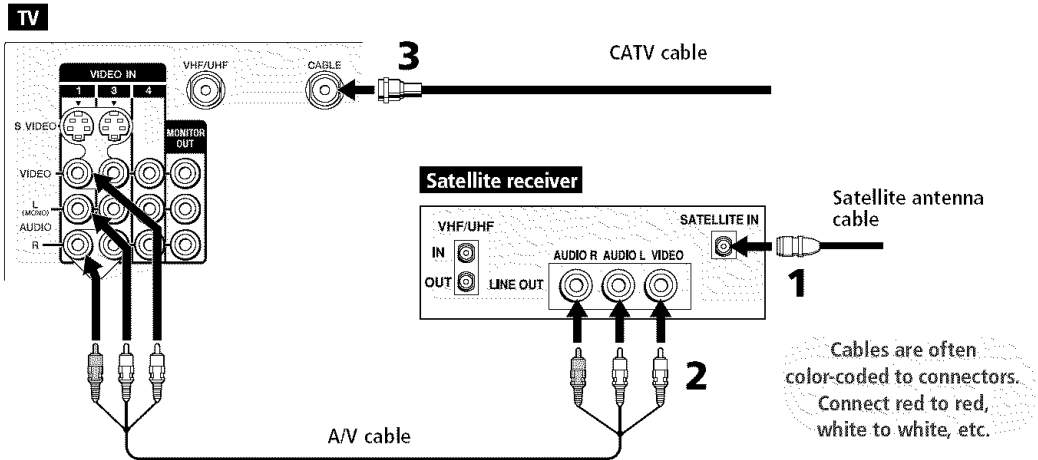 TV
3
CATV cable
VHF/UHF
CABLE
VIDEO IN
1 3 4
S VIDEO
MONITOR
OUT
VIDEO
L
(MONO)
AUDIO
R
Satellite receiver
Satellite antenna
cable
VHF/UHF
SATELLITE IN
IN
AUDIO R AUDIO L VIDEO
OUT
LINE OUT
1
2
Cables are often
color-coded to connectors.
Connect red to red,
white to white, etc.
A/V cable